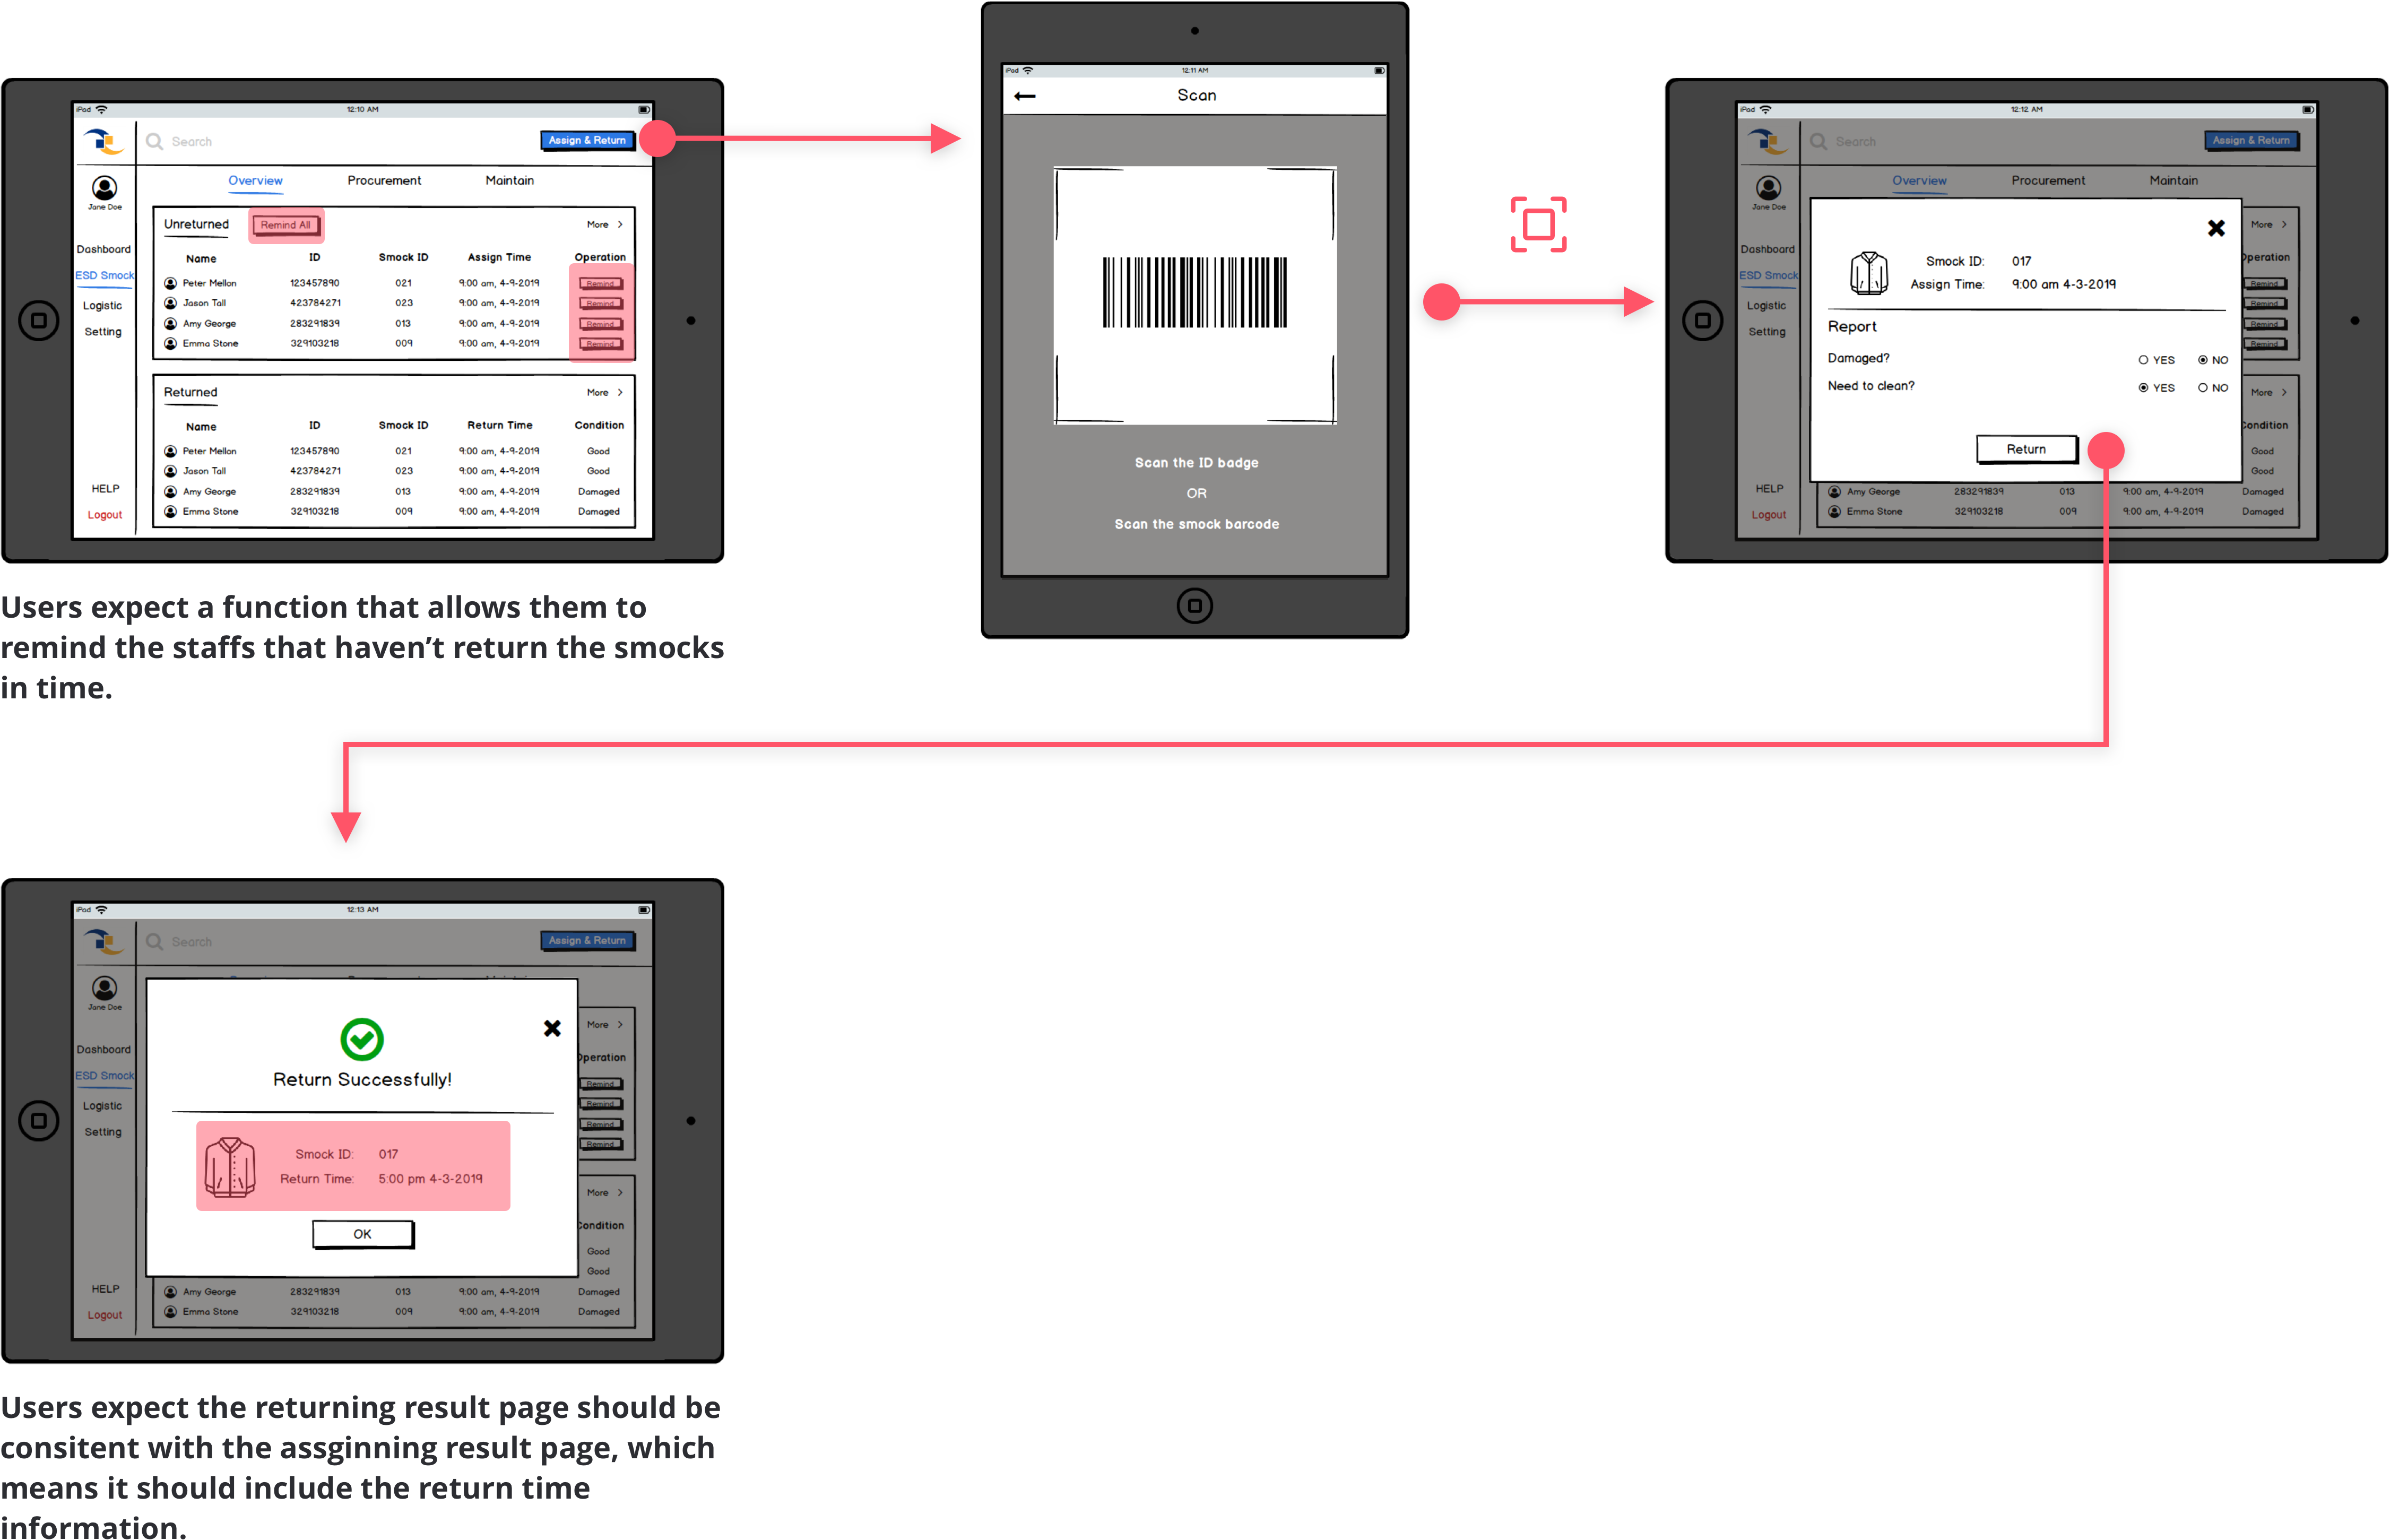 iPad 12:10 AM
Search Assign & Return
Jane Doe
Dashboard
ESD Smock
Logistic
Setting
HELP
Logout
Overview Procurement Maintain
Unreturned Remind All More >
Name ID Smock ID Assign Time Operation
Peter Mellon 123457890 021 9:00 am, 4-9-2019 Remind
Jason Tall 423784271 023 9:00 am, 4-9-2019 Remind
Amy George 283291839 013 9:00 am, 4-9-2019 Remind
Emma Stone 329103218 009 9:00 am, 4-9-2019 Remind
Returned More >
Name ID Smock ID Return Time Condition
Peter Mellon 123457890 021 9:00 am, 4-9-2019 Good
Jason Tall 423784271 023 9:00 am, 4-9-2019 Good
Amy George 283291839 013 9:00 am, 4-9-2019 Damaged
Emma Stone 329103218 009 9:00 am, 4-9-2019 Damaged
Users expect a function that allows them to
remind the staffs that haven’t return the smocks
in time.
iPad 12:11 AM
Scan
Scan the ID badge
OR
Scan the smock barcode
iPad 12:12 AM
Search Assign & Return
Jane Doe
Dashboard
ESD Smock
Logistic
Setting
HELP
Logout
Overview Procurement Maintain
More >
Operation
Remind
Remind
Remind
Remind
More >
Condition
Good
Good
Smock ID: 017
Assign Time: 9:00 am 4-3-2019
Report
Damaged? YES NO
Need to clean? YES NO
Return
Amy George 283291839 013 9:00 am, 4-9-2019 Damaged
Emma Stone 329103218 009 9:00 am, 4-9-2019 Damaged
iPad 12:13 AM
Search Assign & Return
Jane Doe
Dashboard
ESD Smock
Logistic
Setting
HELP
Logout
More >
Operation
Remind
Remind
Remind
Remind
More >
Condition
Good
Good
Return Successfully!
Smock ID: 017
Return Time: 5:00 pm 4-3-2019
OK
Amy George 283291839 013 9:00 am, 4-9-2019 Damaged
Emma Stone 329103218 009 9:00 am, 4-9-2019 Damaged
Users expect the returning result page should be
consitent with the assginning result page, which
means it should include the return time
information.